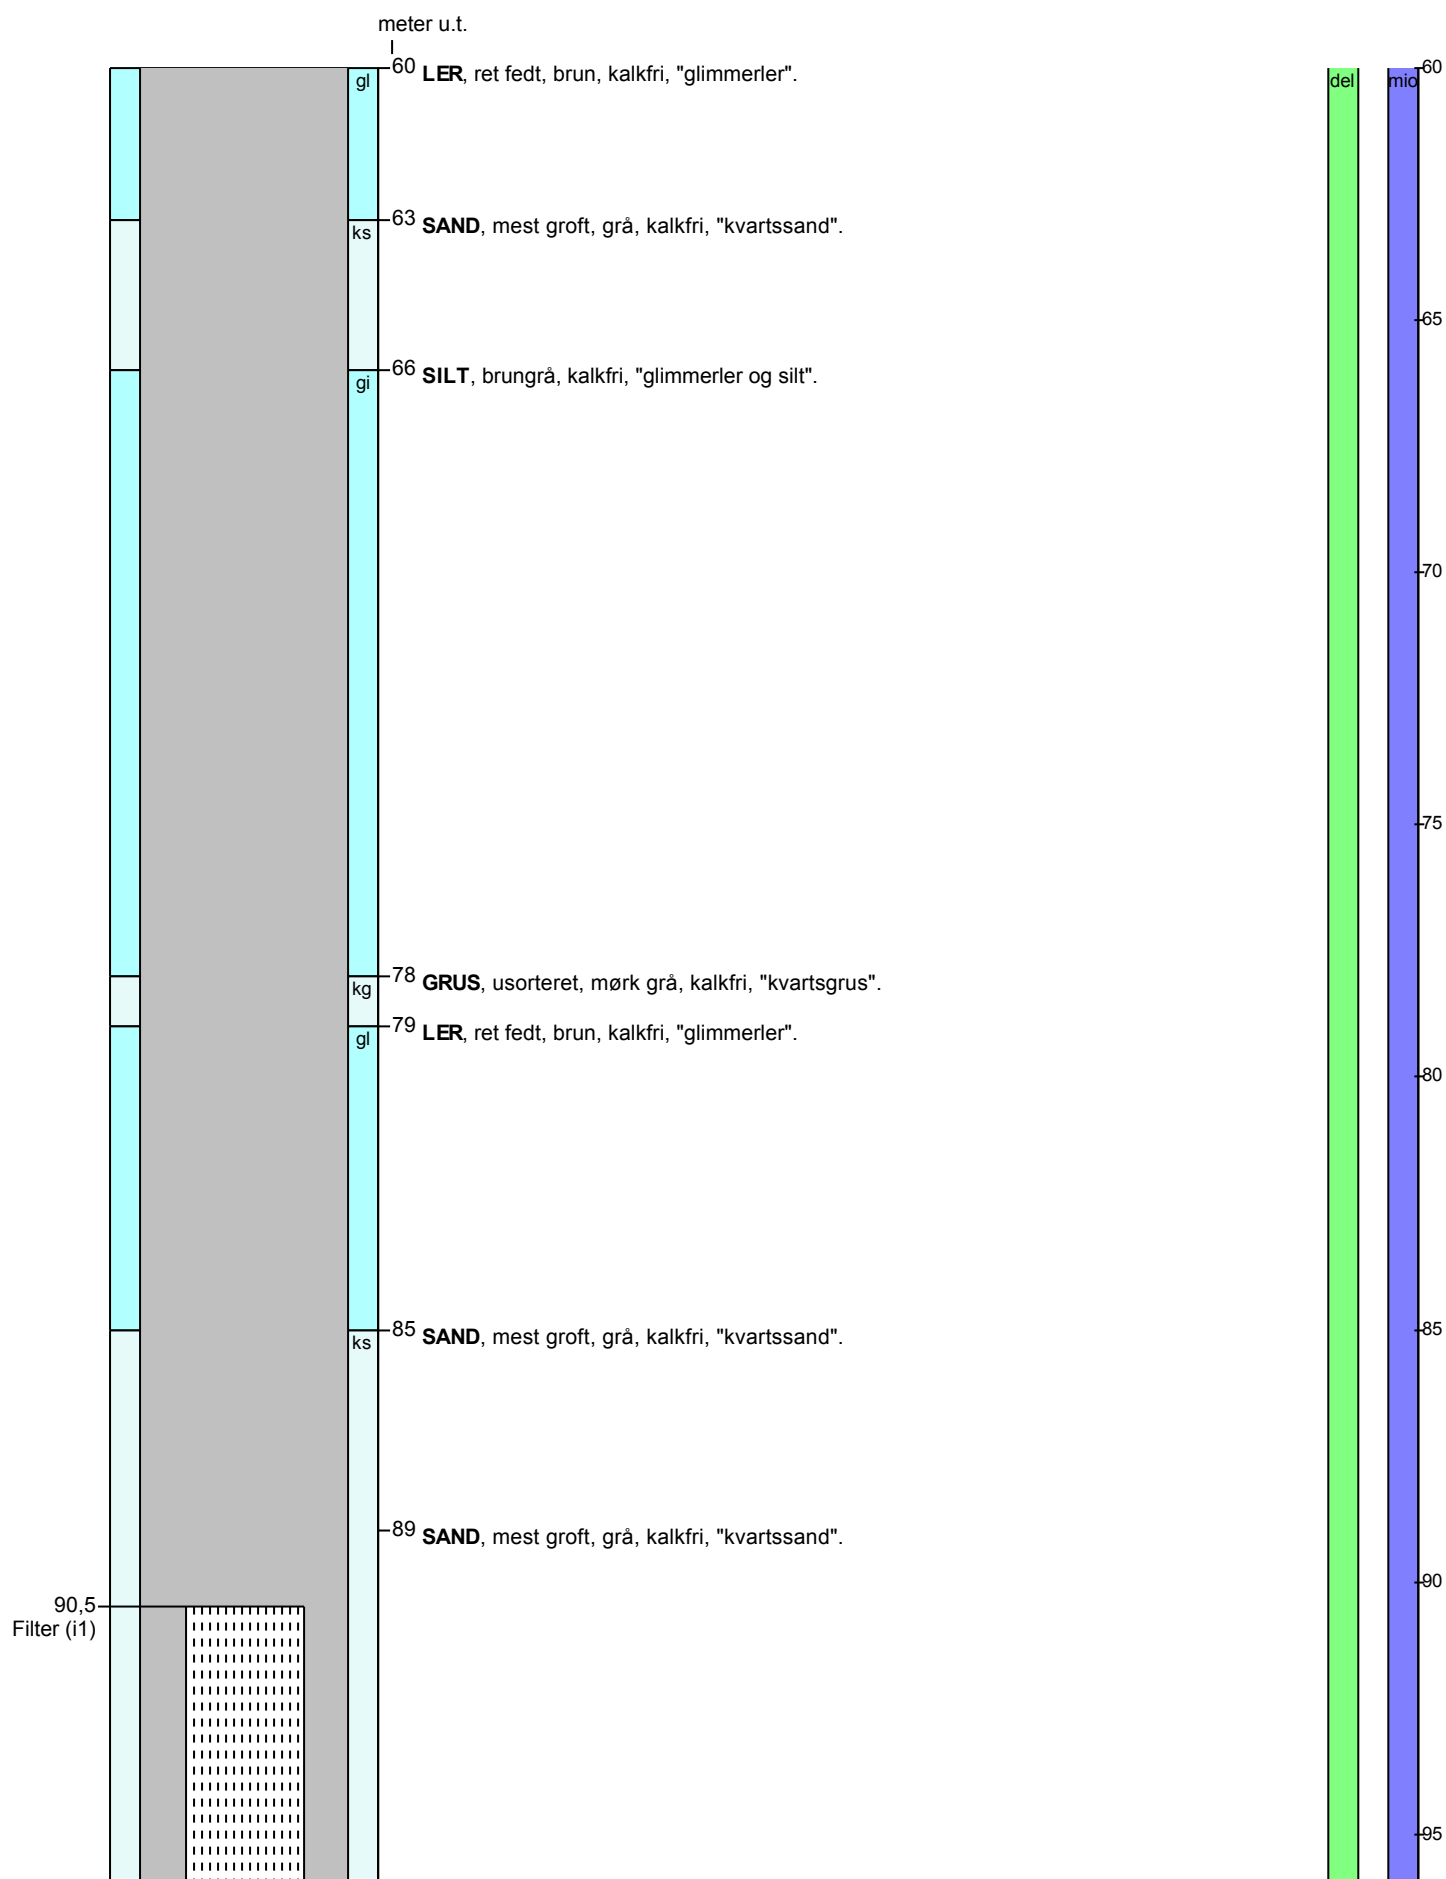 meter u.t.
60 LER, ret fedt, brun, kalkfri, "glimmerler".
gl
del
mio
60
63 SAND, mest groft, grå, kalkfri, "kvartssand".
ks
65
66 SILT, brungrå, kalkfri, "glimmerler og silt".
gi
70
75
78 GRUS, usorteret, mørk grå, kalkfri, "kvartsgrus".
kg
79 LER, ret fedt, brun, kalkfri, "glimmerler".
gl
80
85 SAND, mest groft, grå, kalkfri, "kvartssand".
ks
85
89 SAND, mest groft, grå, kalkfri, "kvartssand".
90
90,5
Filter (i1)
95